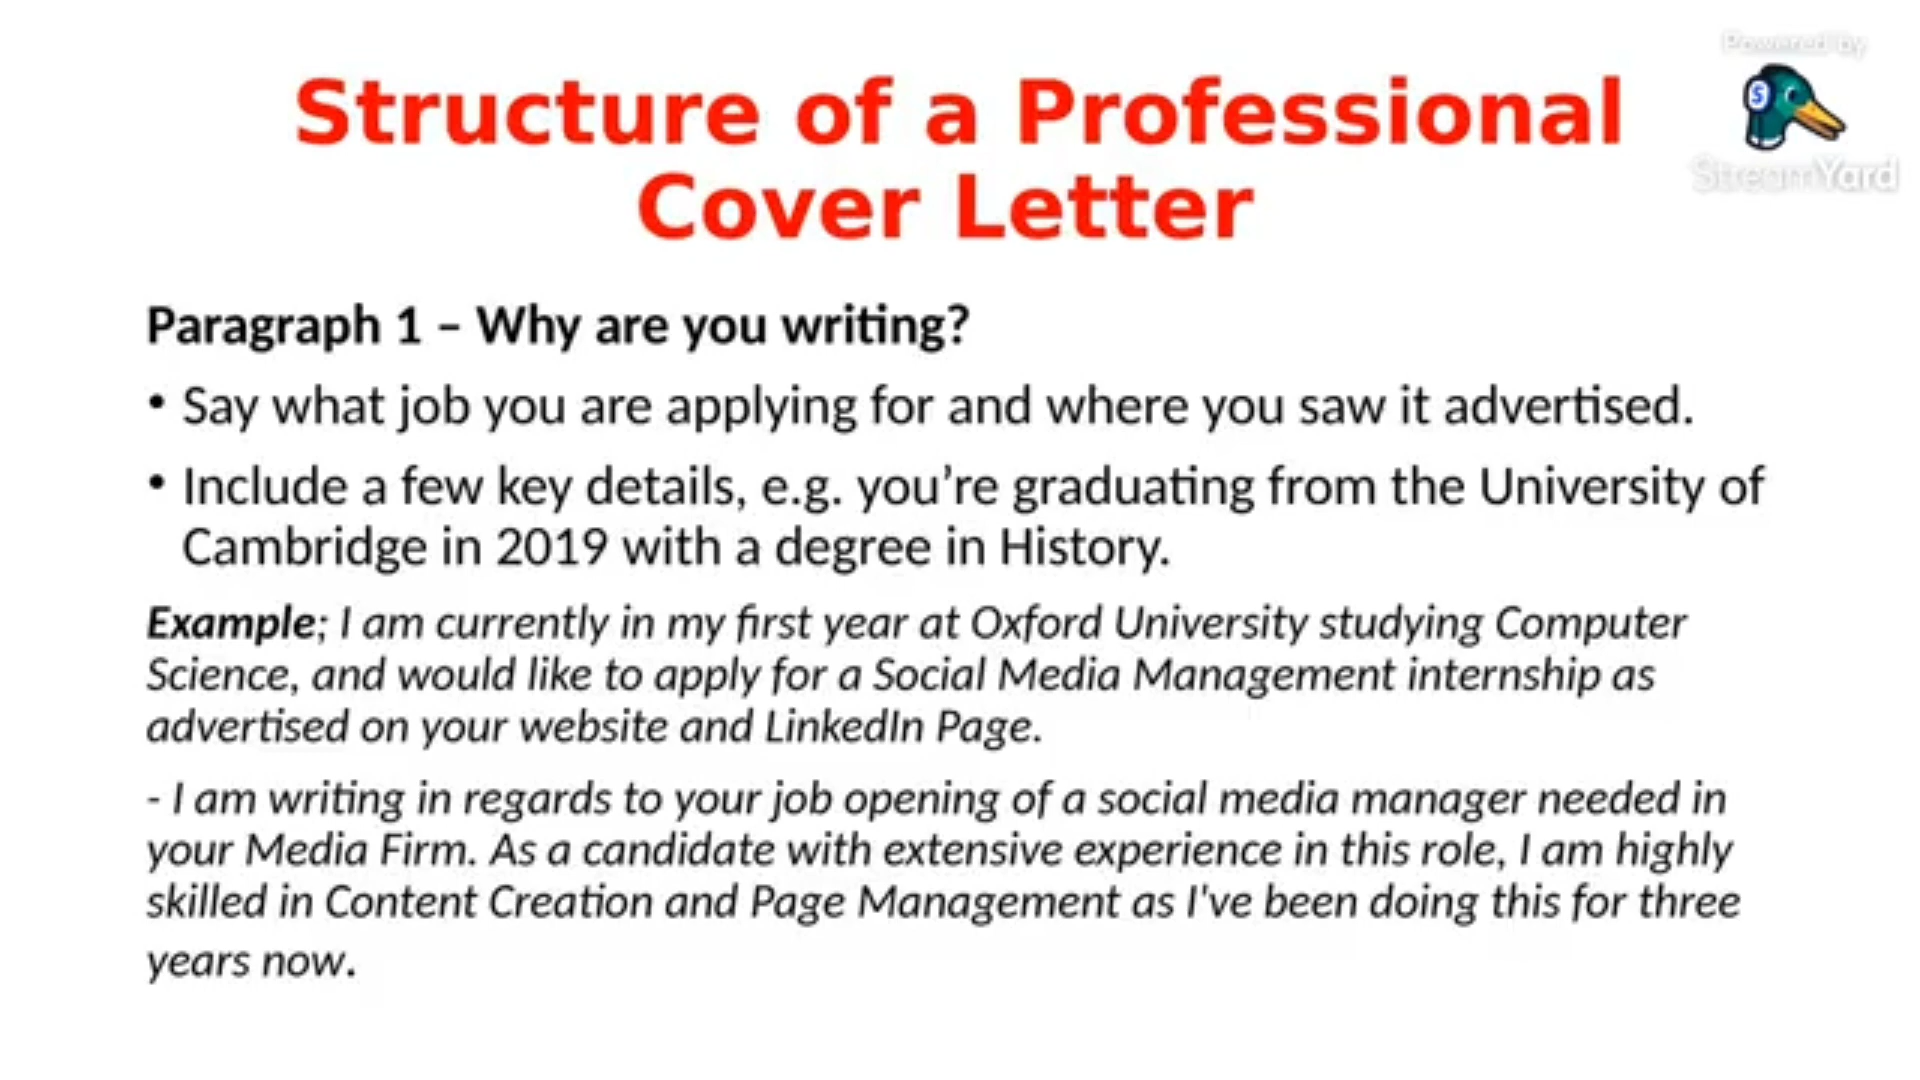 Powered by
Structure of a Professional
Cover Letter
S
StreamYard
Paragraph 1 – Why are you writing?
• Say what job you are applying for and where you saw it advertised.
• Include a few key details, e.g. you’re graduating from the University of
Cambridge in 2019 with a degree in History.
Example; I am currently in my first year at Oxford University studying Computer
Science, and would like to apply for a Social Media Management internship as
advertised on your website and LinkedIn Page.
- I am writing in regards to your job opening of a social media manager needed in
your Media Firm. As a candidate with extensive experience in this role, I am highly
skilled in Content Creation and Page Management as I've been doing this for three
years now.